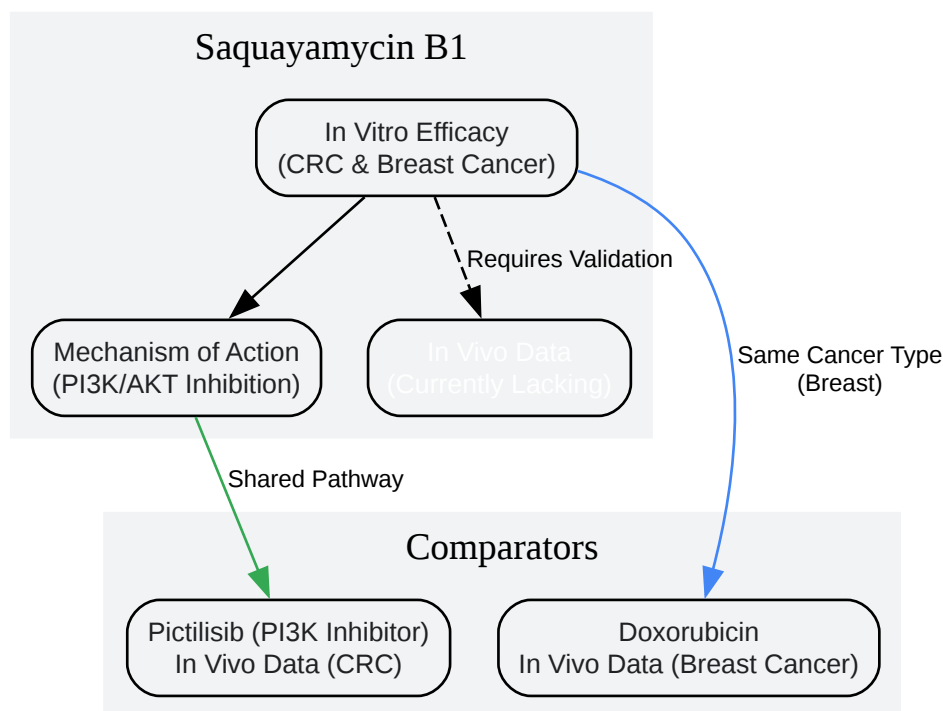 Saquayamycin B1
In Vitro Efficacy
(CRC & Breast Cancer)
Requires Validation
Mechanism of Action
(PI3K/AKT Inhibition)
In Vivo Data
(Currently Lacking)
Same Cancer Type
(Breast)
Shared Pathway
Comparators
Pictilisib (PI3K Inhibitor)
In Vivo Data (CRC)
Doxorubicin
In Vivo Data (Breast Cancer)